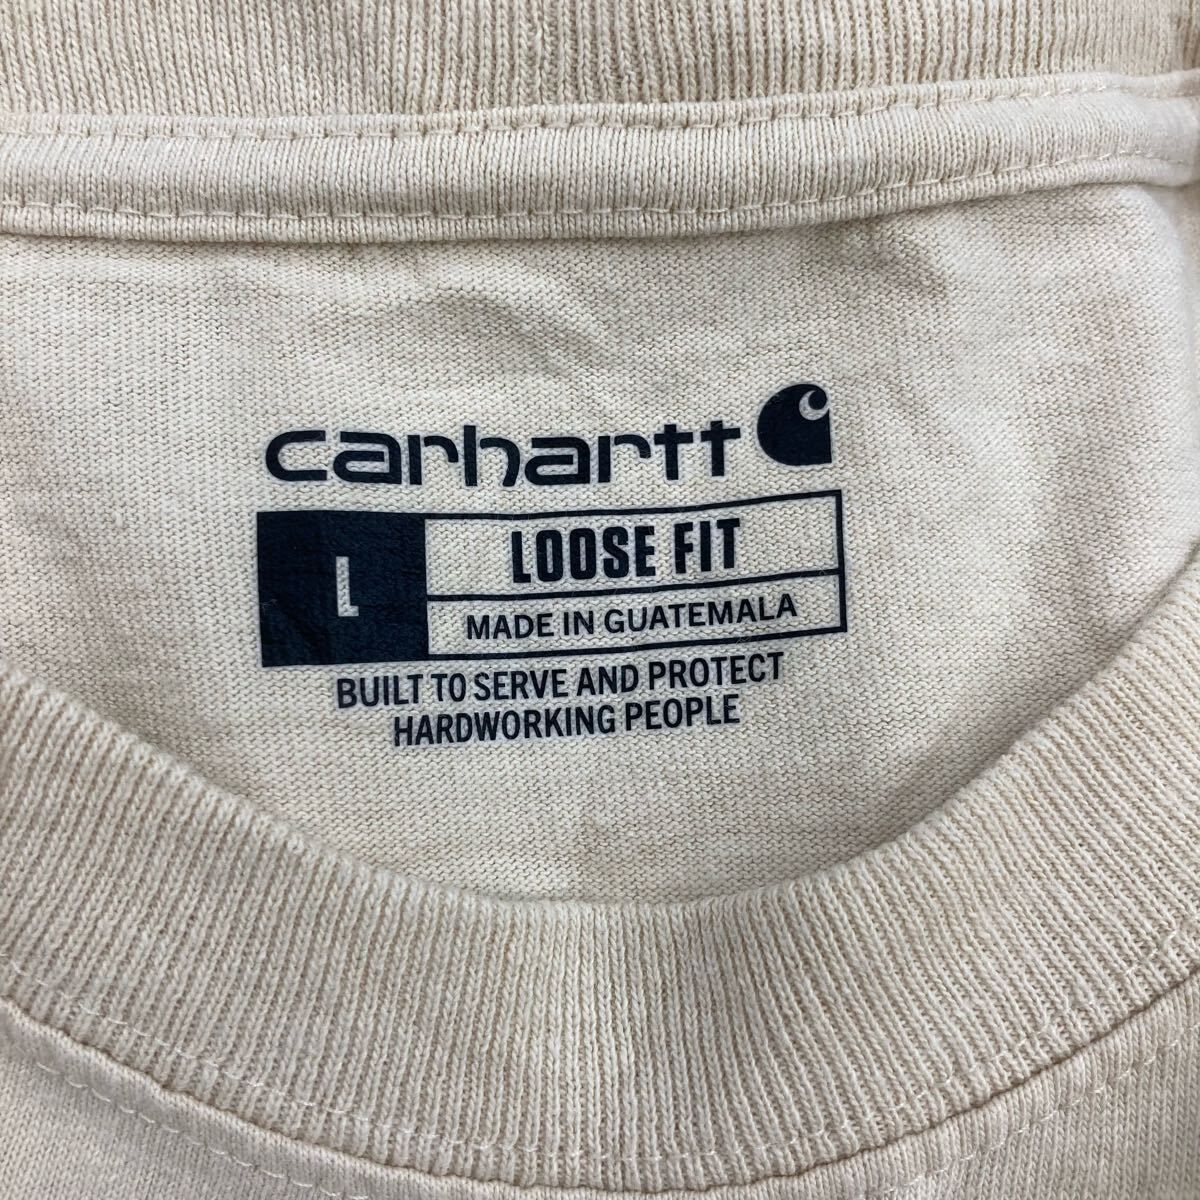 carhartt
L
LOOSE FIT
MADE IN GUATEMALA
BUILT TO SERVE AND PROTECT
HARDWORKING PEOPLE